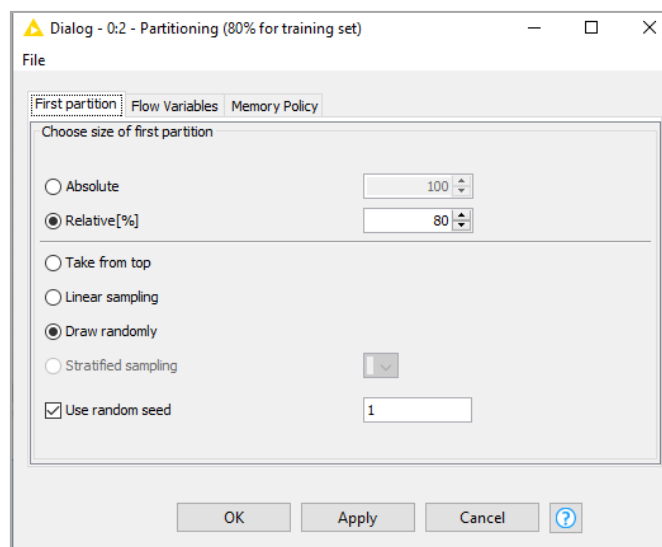 Dialog - 0:2 - Partitioning (80% for training set)
File
First partition Flow Variables Memory Policy
Choose size of first partition
Absolute 100
Relative[%] 80
Take from top
Linear sampling
Draw randomly
Stratified sampling
Use random seed 1
OK Apply Cancel ?